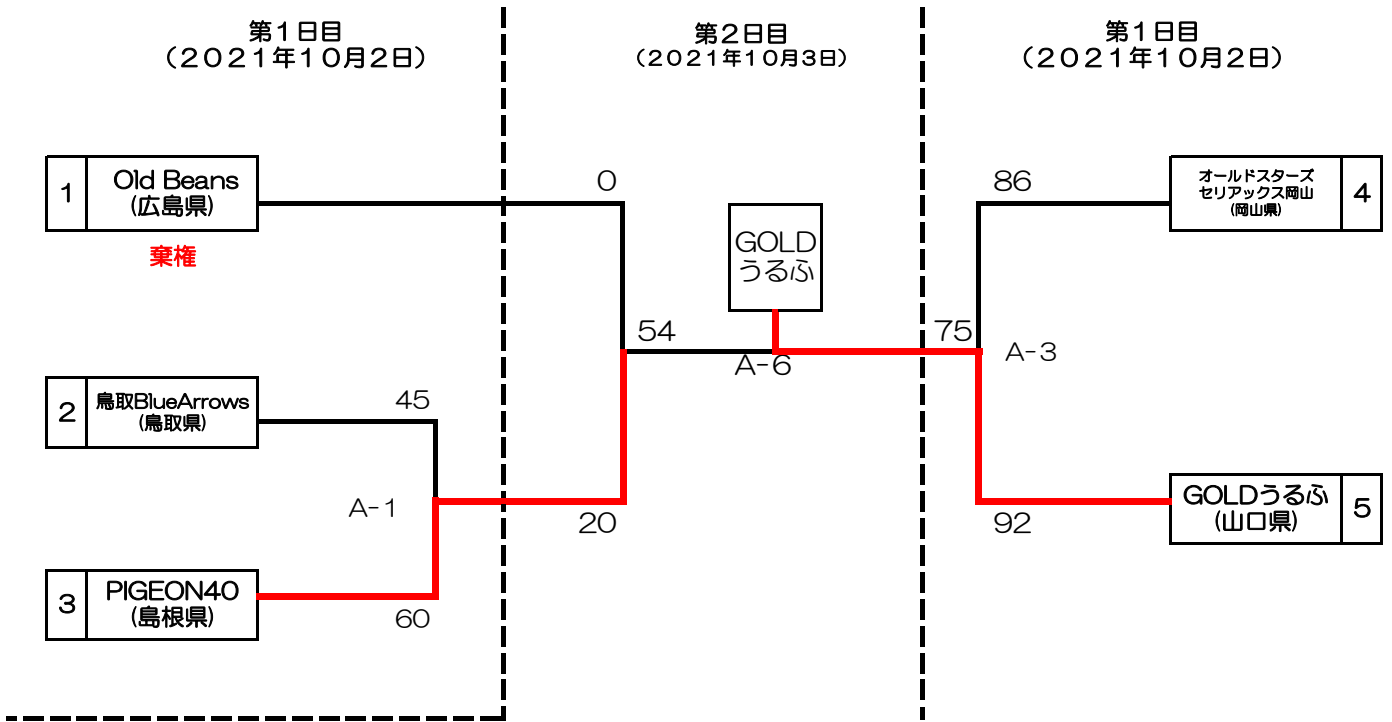 第１日目
（２０２１年１０月２日）
第２日目
（２０２１年１０月３日）
第１日目
（２０２１年１０月２日）
1
Old Beans
(広島県)
棄権
0
GOLD
うるふ
86
オールドスターズ
セリアックス岡山
(岡山県)
4
54
A-6
75
A-3
2
鳥取BlueArrows
(鳥取県)
45
A-1
20
92
GOLDうるふ
(山口県)
5
3
PIGEON40
(島根県)
60